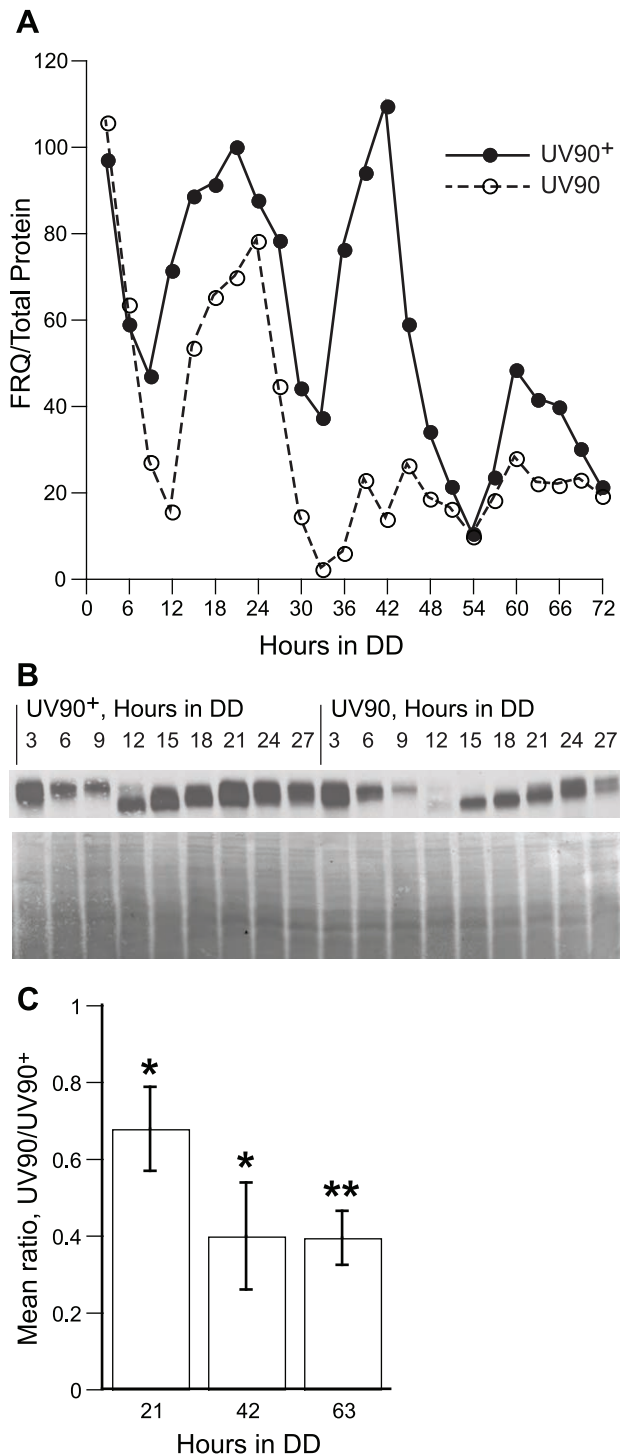 A
FRQ/Total Protein
120
100
80
60
40
20
0
UV90+
UV90
0 6 12 18 24 30 36 42 48 54 60 66 72
Hours in DD
B
UV90+, Hours in DD UV90, Hours in DD
3 6 9 12 15 18 21 24 27 3 6 9 12 15 18 21 24 27
C
Mean ratio, UV90/UV90+
1
0.8
0.6
0.4
0.2
0
* * **
21 42 63
Hours in DD